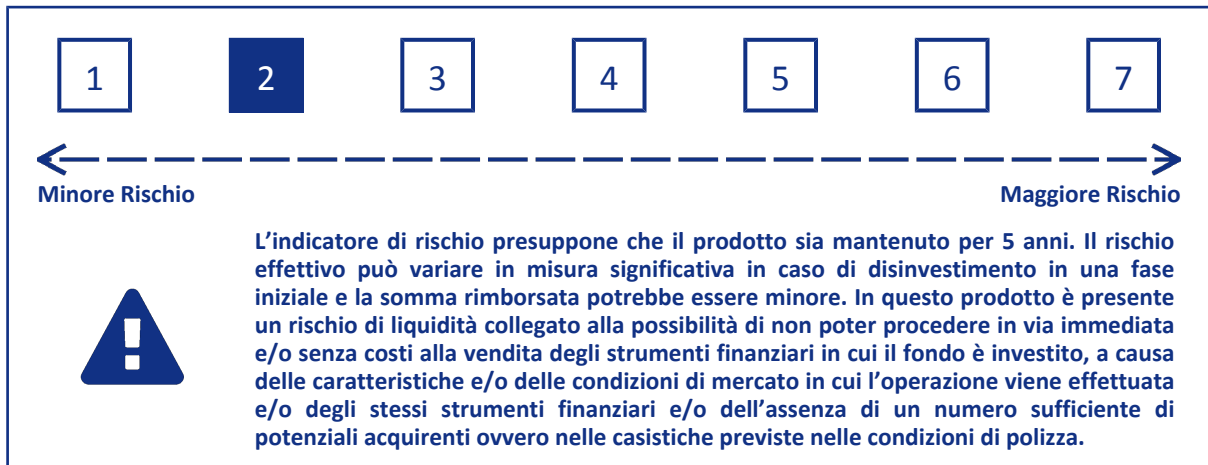 1 2 3 4 5 6 7
Minore Rischio Maggiore Rischio
L’indicatore di rischio presuppone che il prodotto sia mantenuto per 5 anni. Il rischio
effettivo può variare in misura significativa in caso di disinvestimento in una fase
iniziale e la somma rimborsata potrebbe essere minore. In questo prodotto è presente
un rischio di liquidità collegato alla possibilità di non poter procedere in via immediata
e/o senza costi alla vendita degli strumenti finanziari in cui il fondo è investito, a causa
delle caratteristiche e/o delle condizioni di mercato in cui l’operazione viene effettuata
e/o degli stessi strumenti finanziari e/o dell’assenza di un numero sufficiente di
potenziali acquirenti ovvero nelle casistiche previste nelle condizioni di polizza.